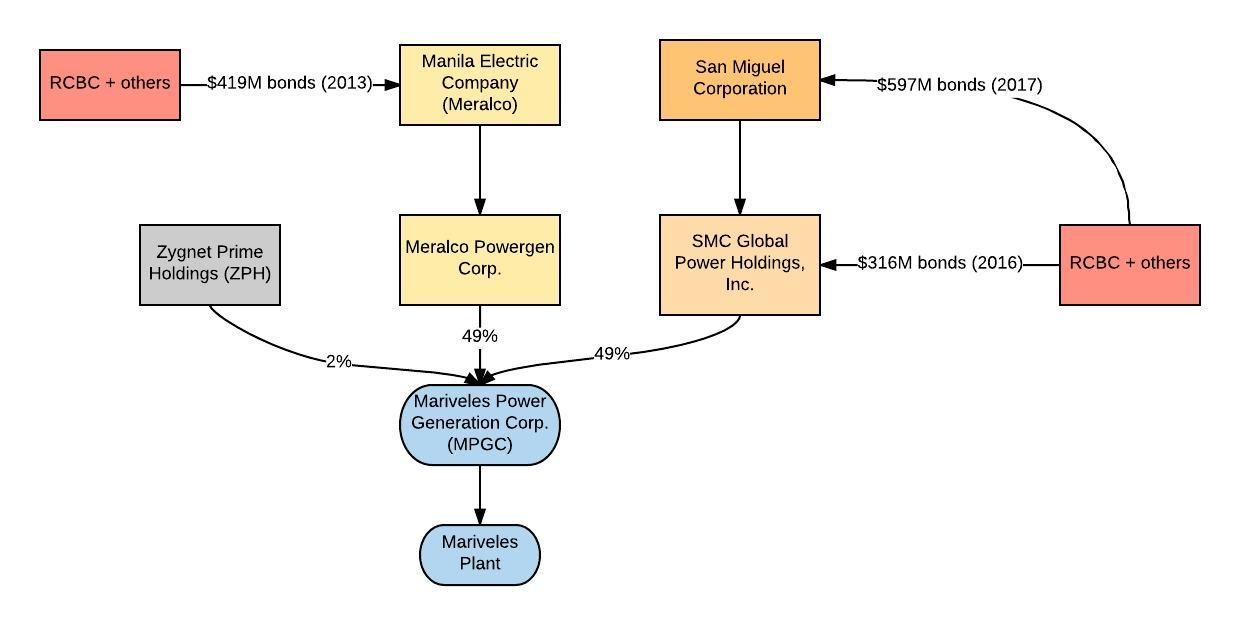 RCBC + others
$419M bonds (2013)
Manila Electric
Company
(Meralco)
San Miguel
Corporation
$597M bonds (2017)
Zygnet Prime
Holdings (ZPH)
Meralco Powergen
Corp.
SMC Global
Power Holdings,
Inc.
$316M bonds (2016)
RCBC + others
2%
49%
49%
Mariveles Power
Generation Corp.
(MPGC)
Mariveles
Plant